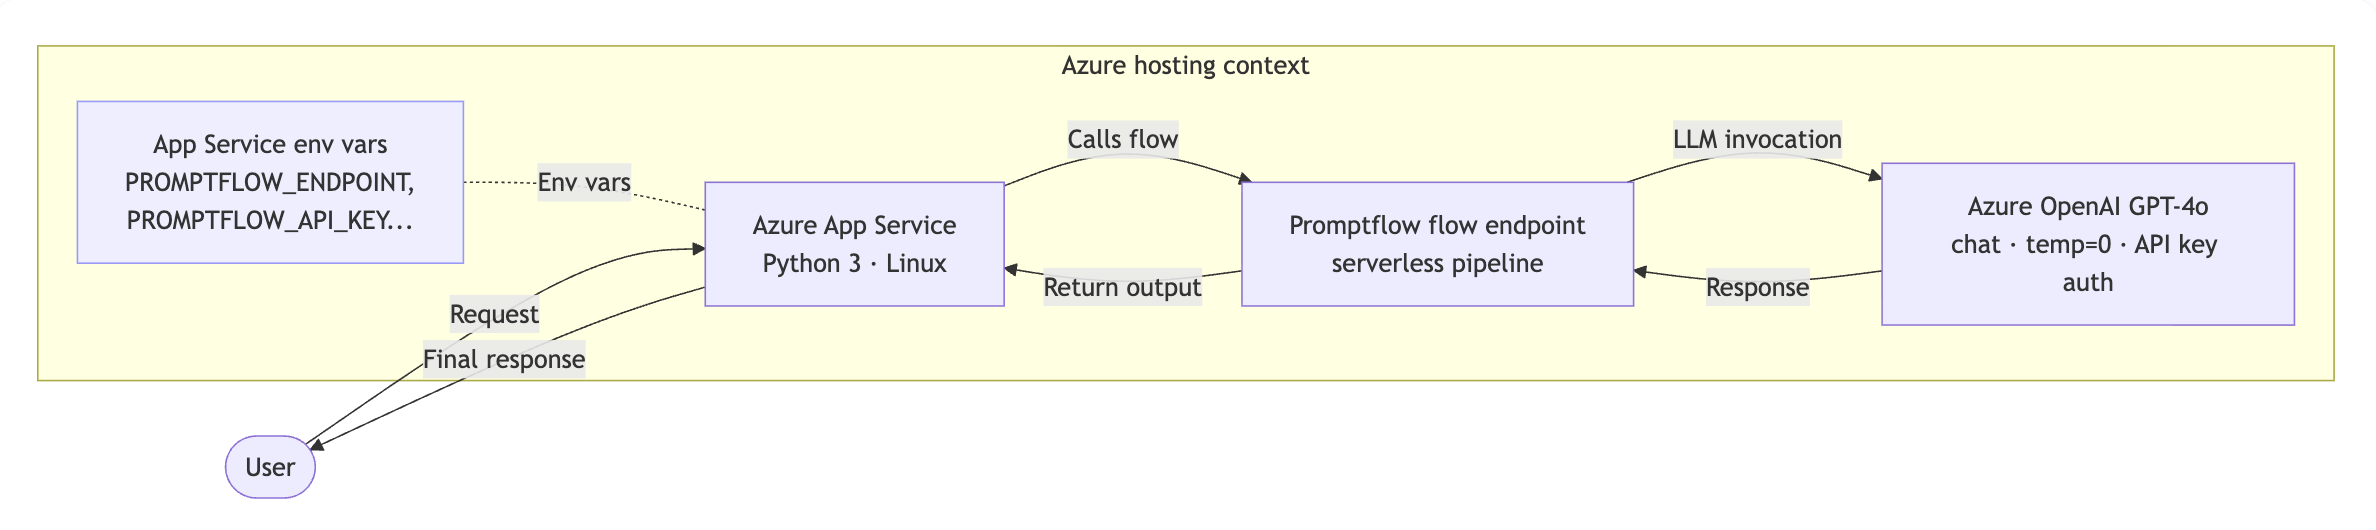 Azure hosting context
App Service env vars
PROMPTFLOW_ENDPOINT,
PROMPTFLOW_API_KEY...
Env vars
Request
Final response
User
Azure App Service
Python 3 · Linux
Calls flow
Return output
Promptflow flow endpoint
serverless pipeline
LLM invocation
Response
Azure OpenAI GPT-4o
chat · temp=0 · API key
auth